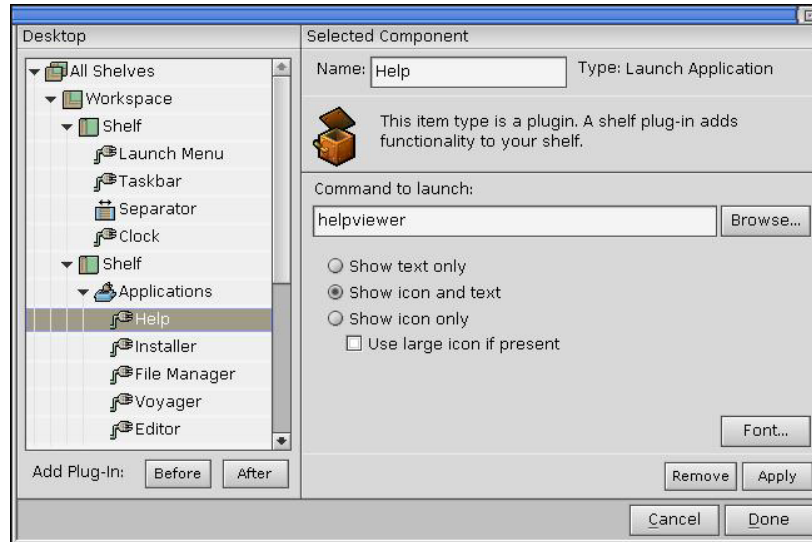 Desktop
All Shelves
Workspace
Shelf
Launch Menu
Taskbar
Separator
Clock
Shelf
Applications
Help
Installer
File Manager
Voyager
Editor
Add Plug-In: Before After
Selected Component
Name: Help Type: Launch Application
This item type is a plugin. A shelf plug-in adds
functionality to your shelf.
Command to launch:
helpviewer Browse...
Show text only
Show icon and text
Show icon only
Use large icon if present
Font...
Remove Apply
Cancel Done